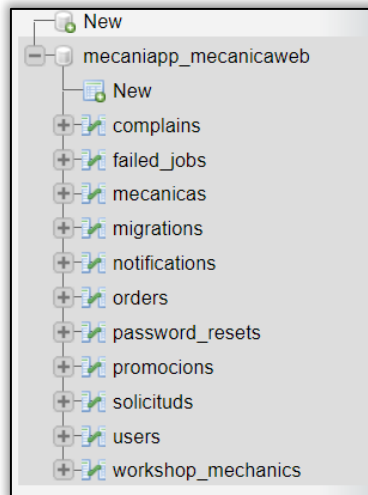 New
mecaniapp_mecanicaweb
New
complains
failed_jobs
mecanicas
migrations
notifications
orders
password_resets
promocions
solicituds
users
workshop_mechanics